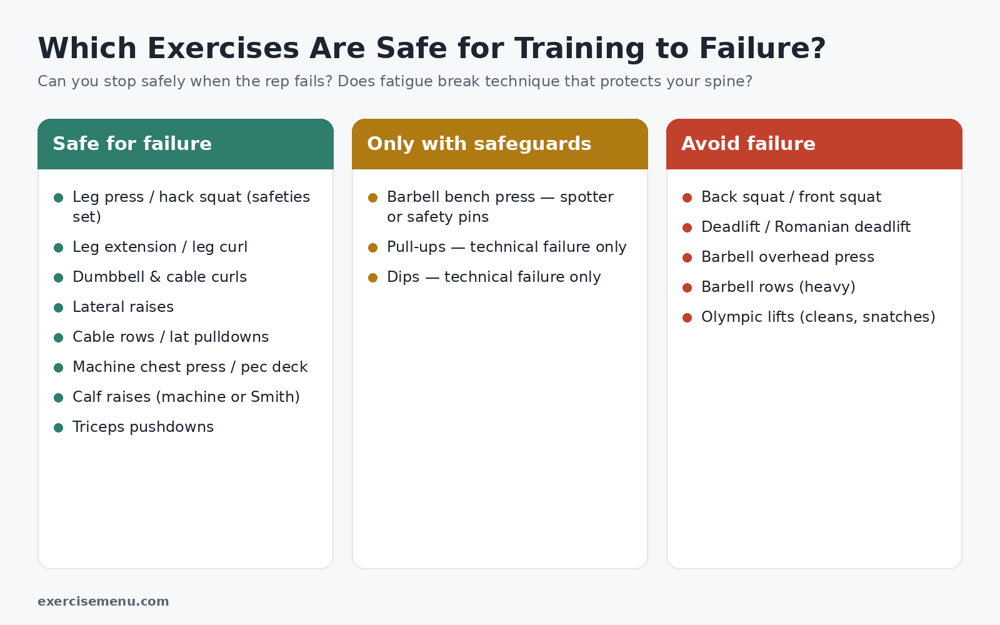 Which Exercises Are Safe for Training to Failure?
Can you stop safely when the rep fails? Does fatigue break technique that protects your spine?
Safe for failure
Leg press / hack squat (safeties
set)
Leg extension / leg curl
Dumbbell & cable curls
Lateral raises
Cable rows / lat pulldowns
Machine chest press / pec deck
Calf raises (machine or Smith)
Triceps pushdowns
Only with safeguards
Barbell bench press — spotter
or safety pins
Pull-ups — technical failure only
Dips — technical failure only
Avoid failure
Back squat / front squat
Deadlift / Romanian deadlift
Barbell overhead press
Barbell rows (heavy)
Olympic lifts (cleans, snatches)
exercisemenu.com